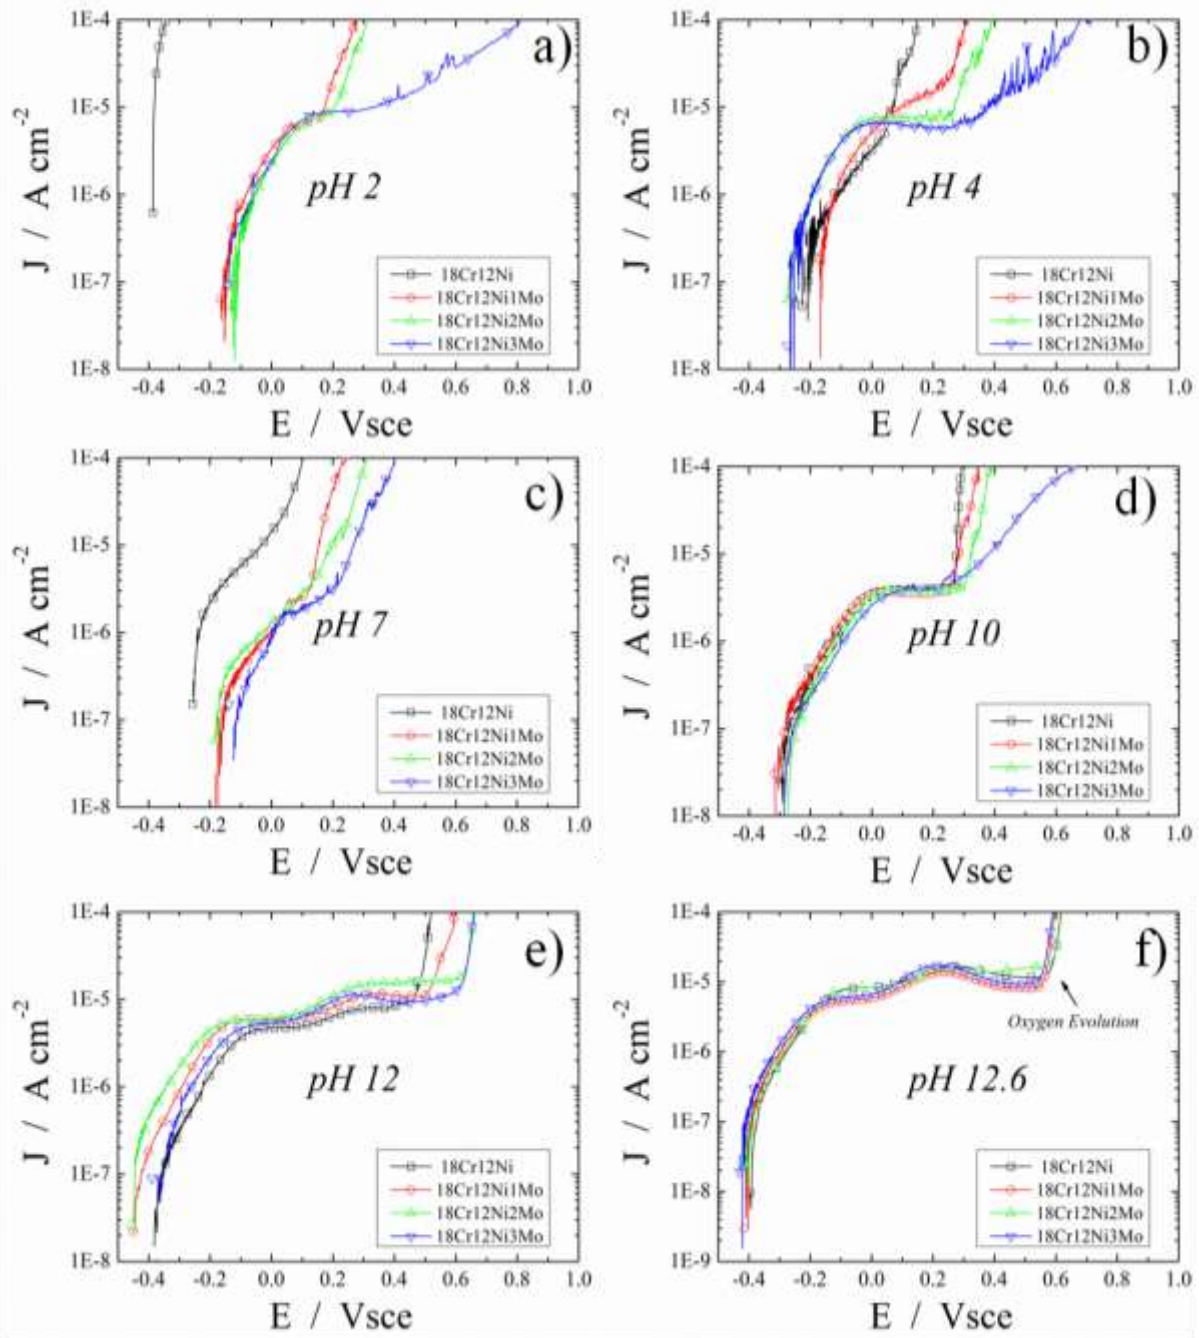 a)
J / A cm-2
1E-4
1E-5
1E-6
1E-7
1E-8
pH 2
18Cr12Ni
18Cr12Ni1Mo
18Cr12Ni2Mo
18Cr12Ni3Mo
-0.4 -0.2 0.0 0.2 0.4 0.6 0.8 1.0
E / Vsce
b)
J / A cm-2
1E-4
1E-5
1E-6
1E-7
1E-8
pH 4
18Cr12Ni
18Cr12Ni1Mo
18Cr12Ni2Mo
18Cr12Ni3Mo
-0.4 -0.2 0.0 0.2 0.4 0.6 0.8 1.0
E / Vsce
c)
J / A cm-2
1E-4
1E-5
1E-6
1E-7
1E-8
pH 7
18Cr12Ni
18Cr12Ni1Mo
18Cr12Ni2Mo
18Cr12Ni3Mo
-0.4 -0.2 0.0 0.2 0.4 0.6 0.8 1.0
E / Vsce
d)
J / A cm-2
1E-4
1E-5
1E-6
1E-7
1E-8
pH 10
18Cr12Ni
18Cr12Ni1Mo
18Cr12Ni2Mo
18Cr12Ni3Mo
-0.4 -0.2 0.0 0.2 0.4 0.6 0.8 1.0
E / Vsce
e)
J / A cm-2
1E-4
1E-5
1E-6
1E-7
1E-8
pH 12
18Cr12Ni
18Cr12Ni1Mo
18Cr12Ni2Mo
18Cr12Ni3Mo
-0.4 -0.2 0.0 0.2 0.4 0.6 0.8 1.0
E / Vsce
f)
J / A cm-2
1E-4
1E-5
1E-6
1E-7
1E-8
1E-9
Oxygen Evolution
pH 12.6
18Cr12Ni
18Cr12Ni1Mo
18Cr12Ni2Mo
18Cr12Ni3Mo
-0.4 -0.2 0.0 0.2 0.4 0.6 0.8 1.0
E / Vsce